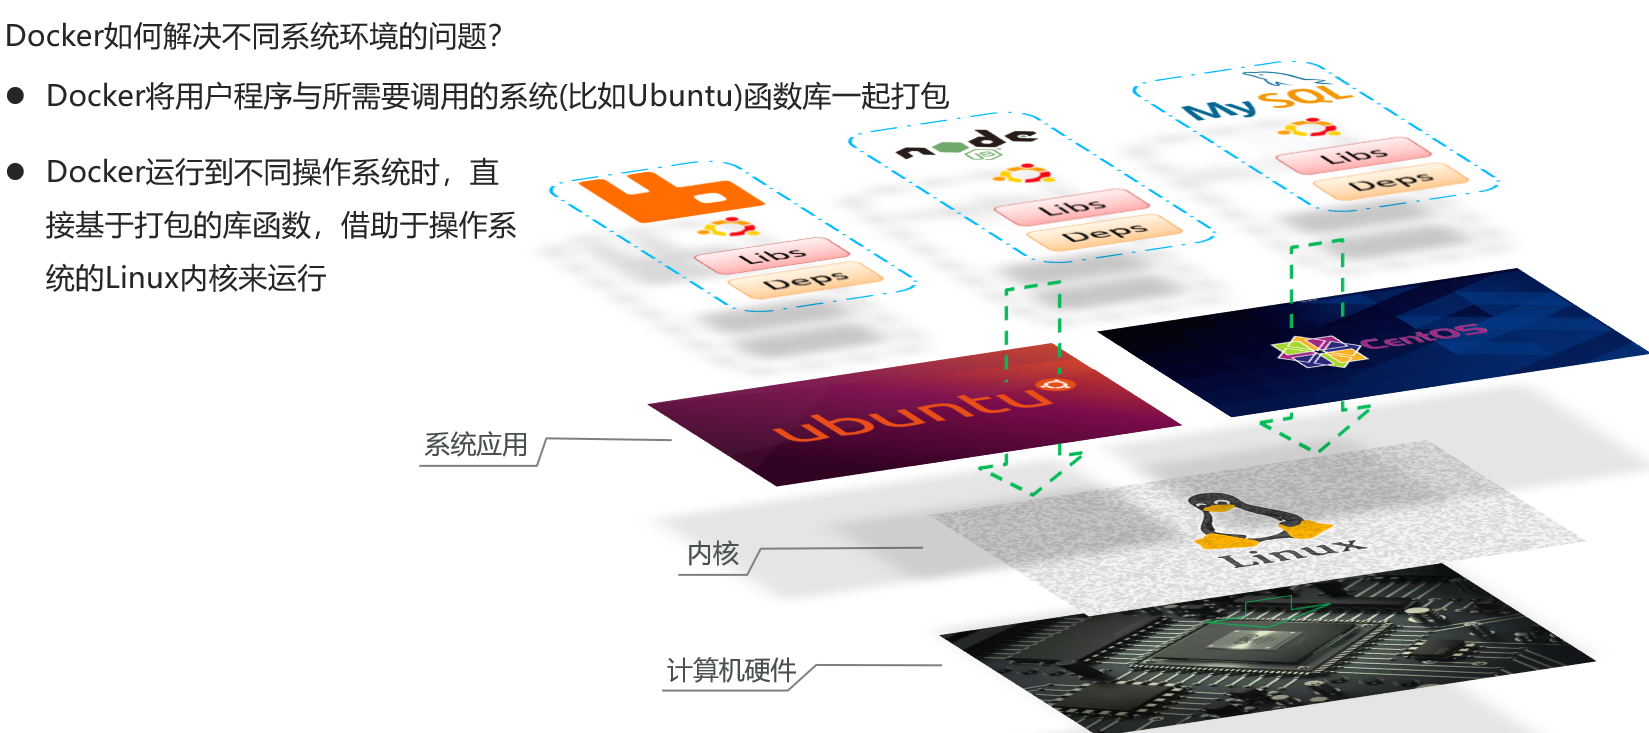 Docker如何解决不同系统环境的问题?
● Docker将用户程序与所需要调用的系统(比如Ubuntu)函数库一起打包
● Docker运行到不同操作系统时，直
接基于打包的库函数，借助于操作系
统的Linux内核来运行
MySQL
Libs
Deps
node
JS
Libs
Deps
Libs
Deps
CentOS
ubuntu
系统应用
内核
Linux
计算机硬件